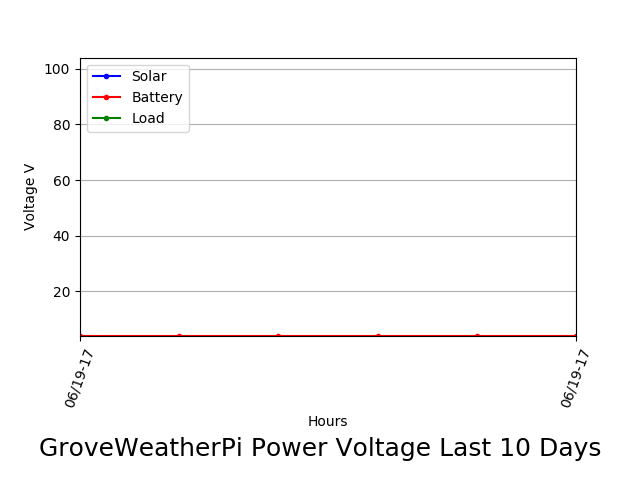 100
80
60
40
20
Voltage V
Solar
Battery
Load
06/19-17
06/19-17
Hours
GroveWeatherPi Power Voltage Last 10 Days